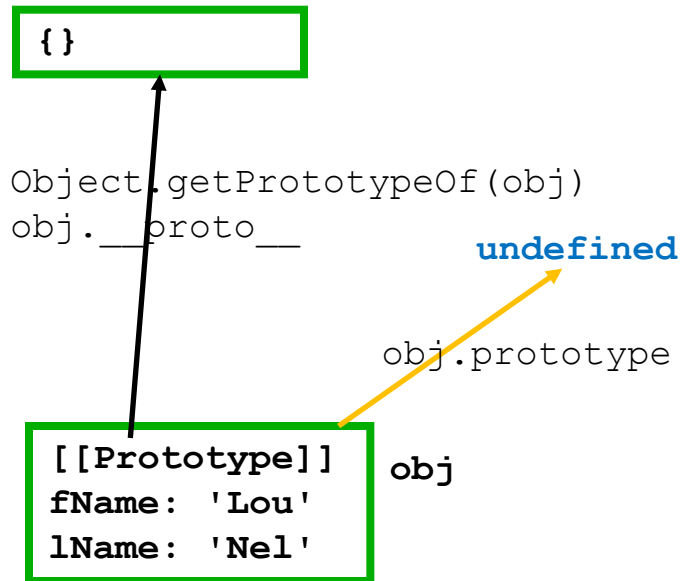 {}
Object.getPrototypeOf(obj)
obj.__proto__
undefined
obj.prototype
[[Prototype]]
obj
fName: 'Lou'
lName: 'Nel'